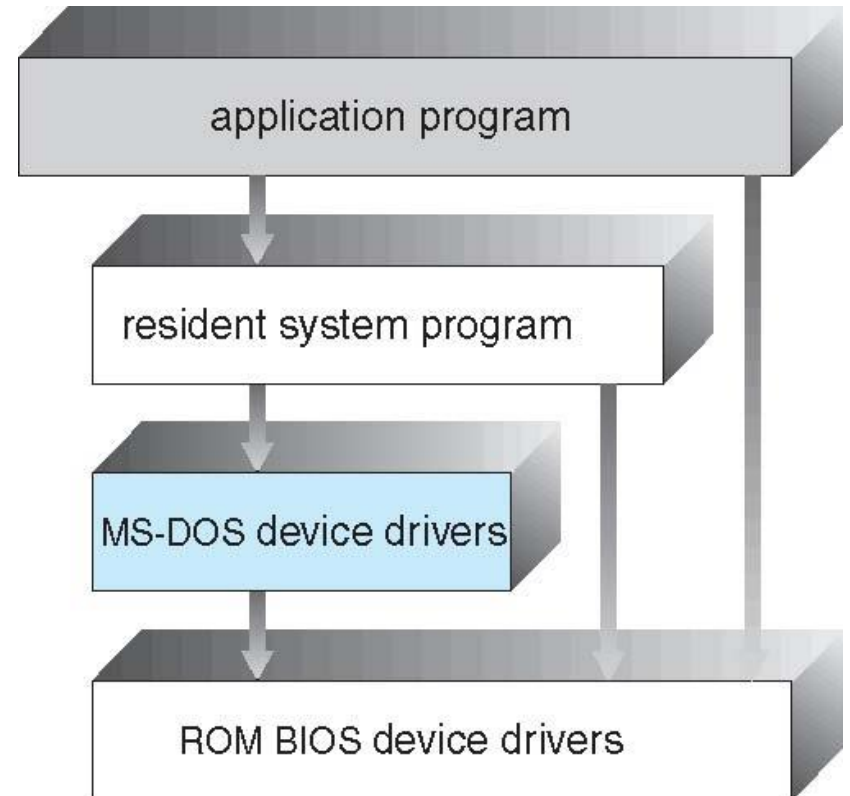 application program
resident system program
MS-DOS device drivers
ROM BIOS device drivers